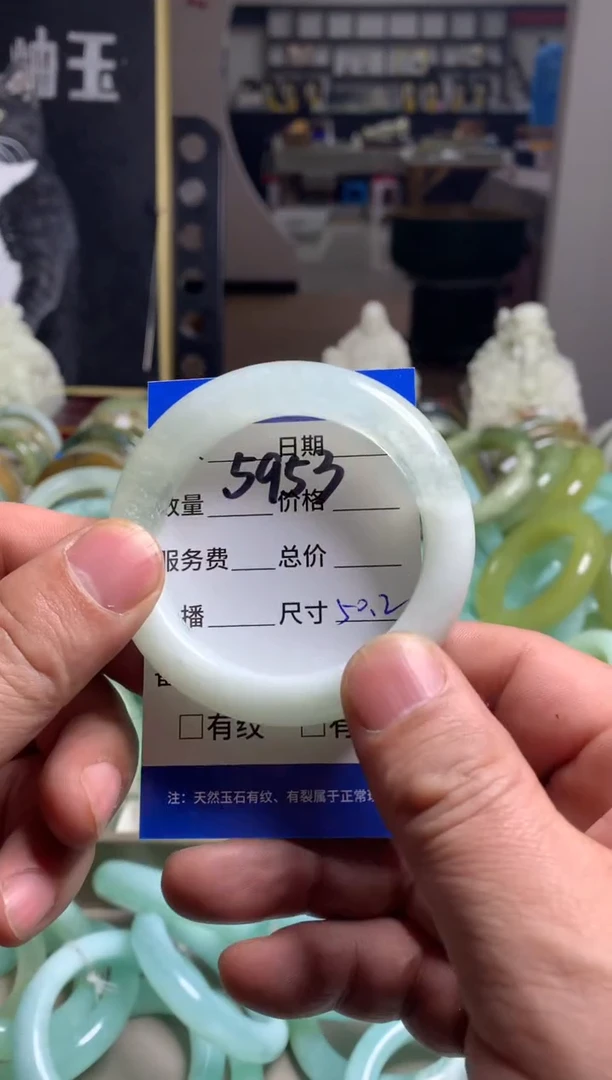 岫玉
日期
5953
数量 价格
服务费 总价
播 尺寸 50.2
□有纹 □有
注：天然玉石有纹、有裂属于正常现